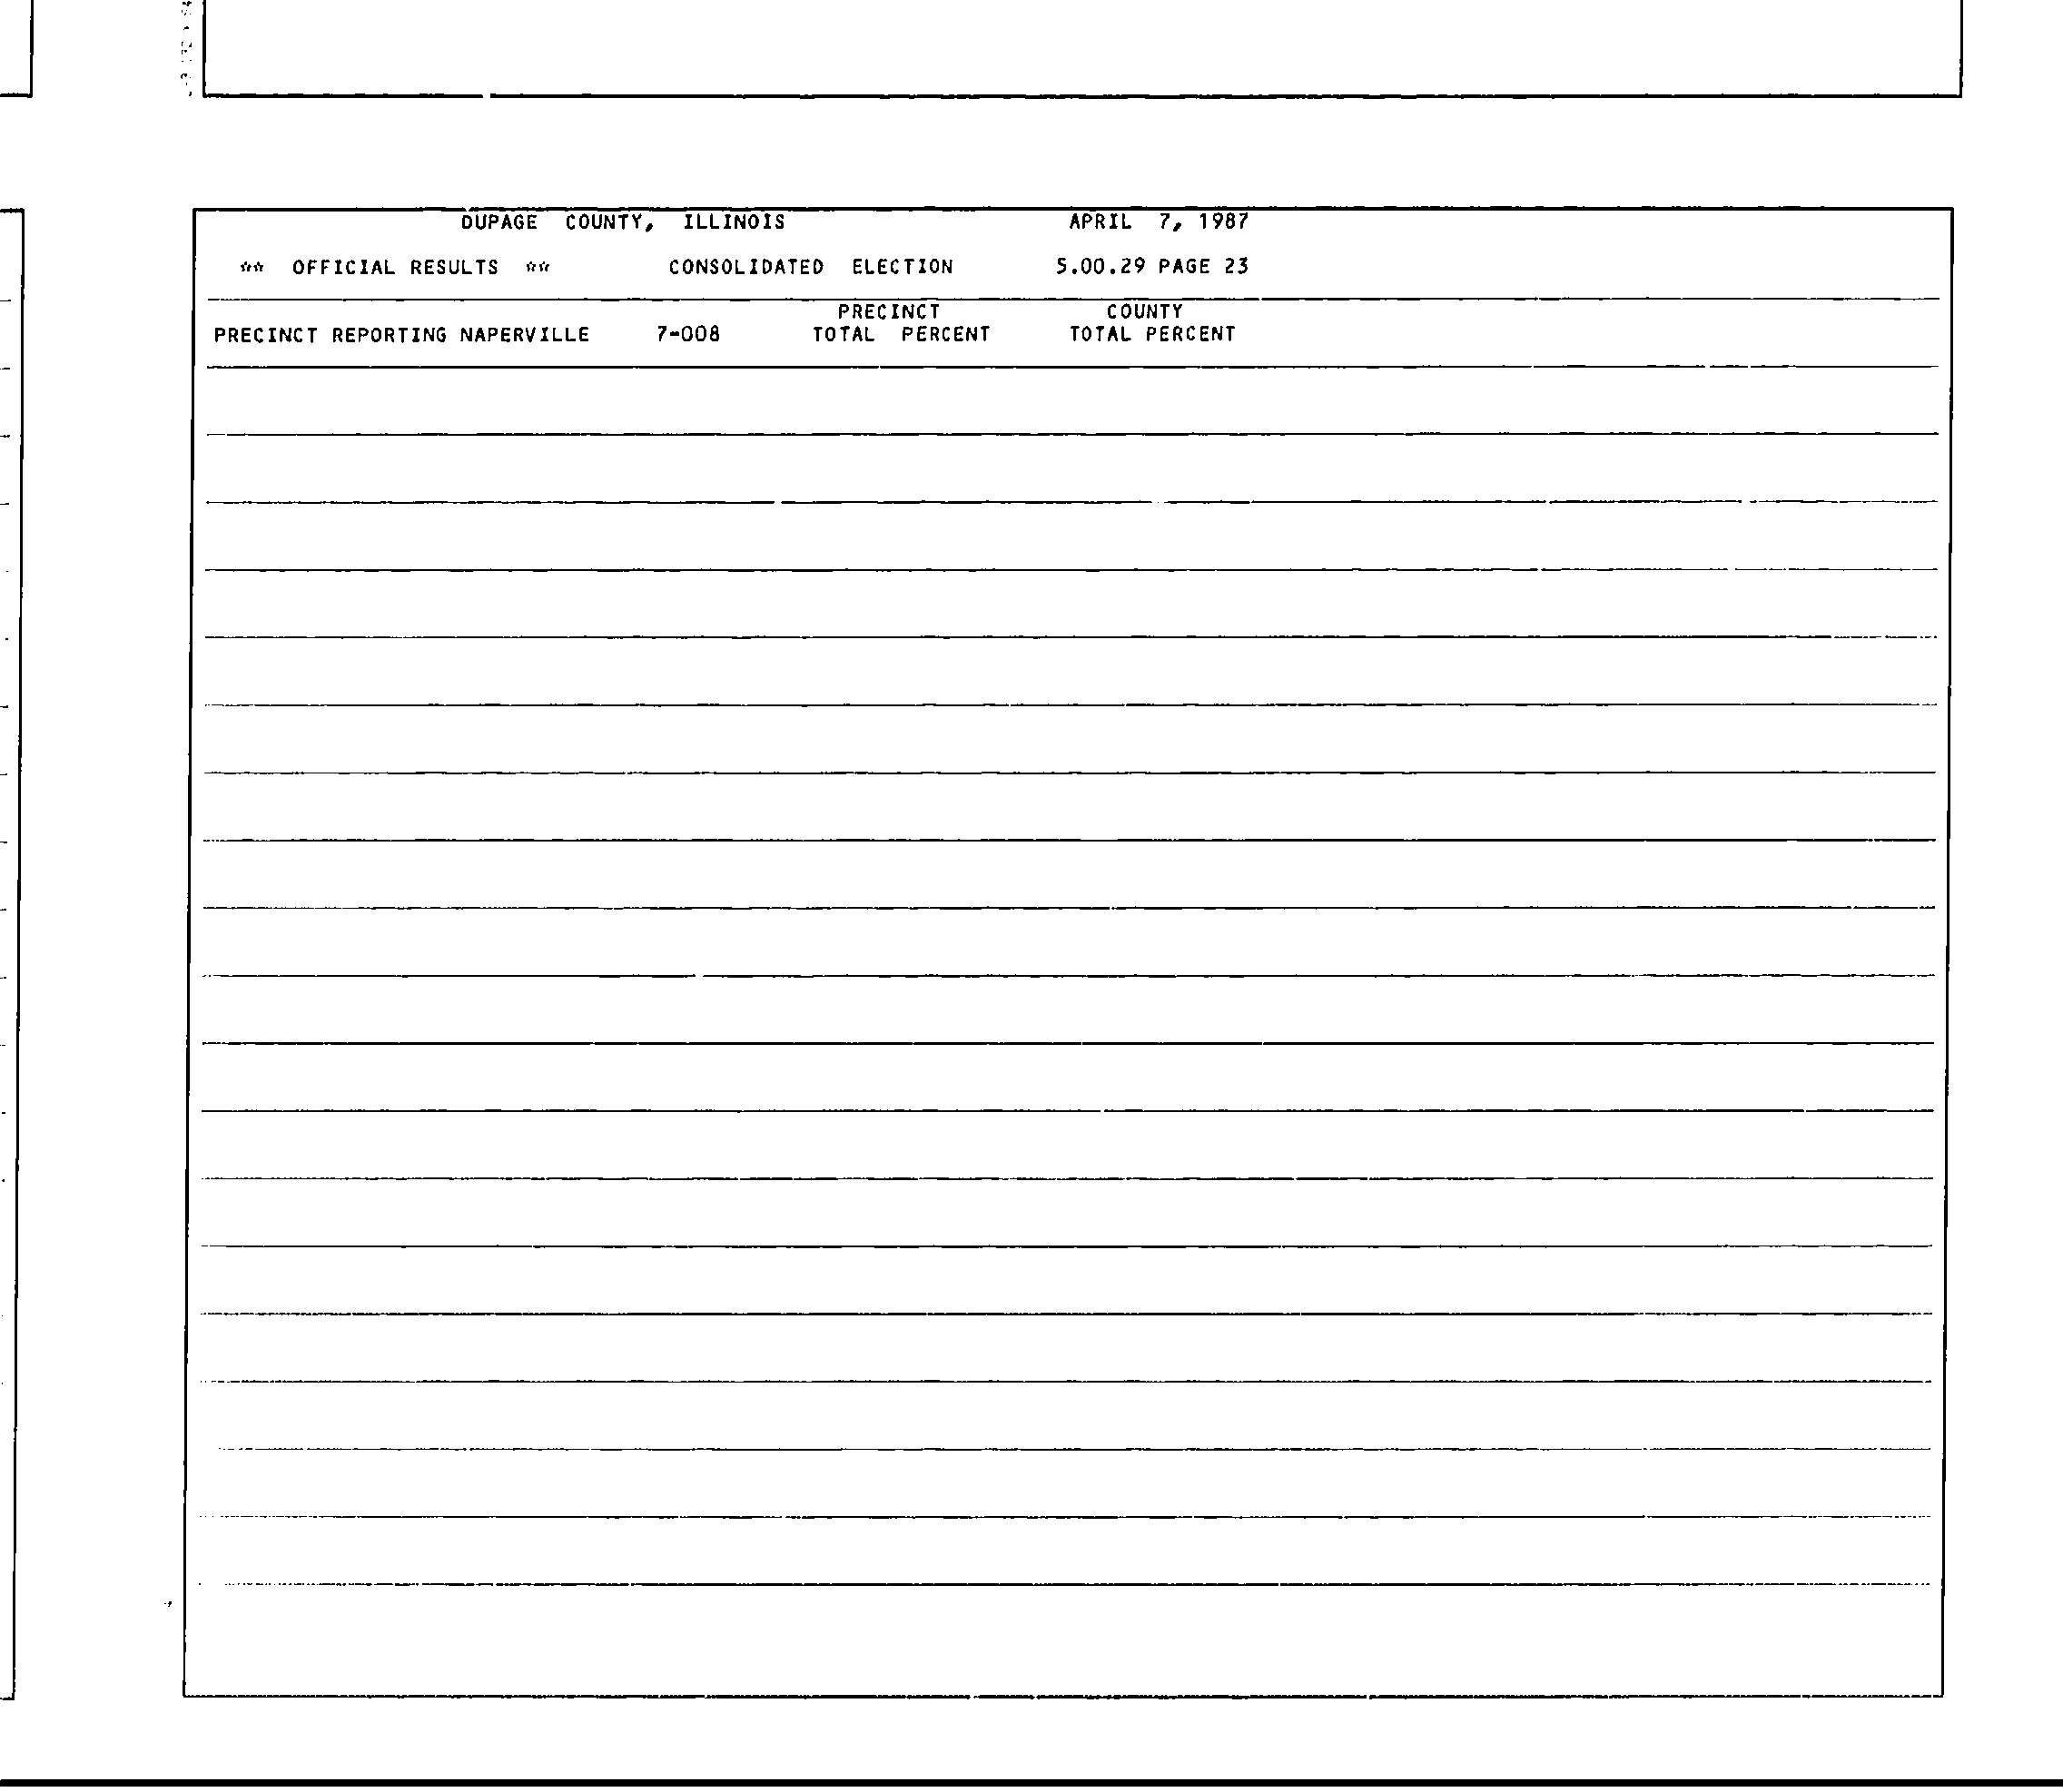 DUPAGE COUNTY, ILLINOIS APRIL 7, 1987
** OFFICIAL RESULTS ** CONSOLIDATED ELECTION 5.00.29 PAGE 23
PRECINCT COUNTY
PRECINCT REPORTING NAPERVILLE 7-008 TOTAL PERCENT TOTAL PERCENT